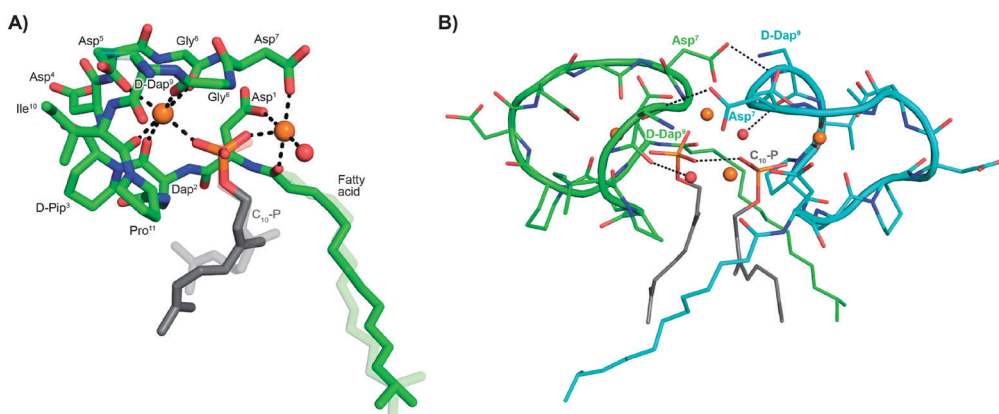 A)
Asp⁵
Gly⁶
Asp⁷
Asp⁴
D-Dap⁹
Gly⁸
Asp¹
Ile¹⁰
Dap²
Fatty
acid
D-Pip³
C₁₀-P
Pro¹¹
B)
Asp⁷
D-Dap⁹
Asp⁷
D-Dap⁹
C₁₀-P